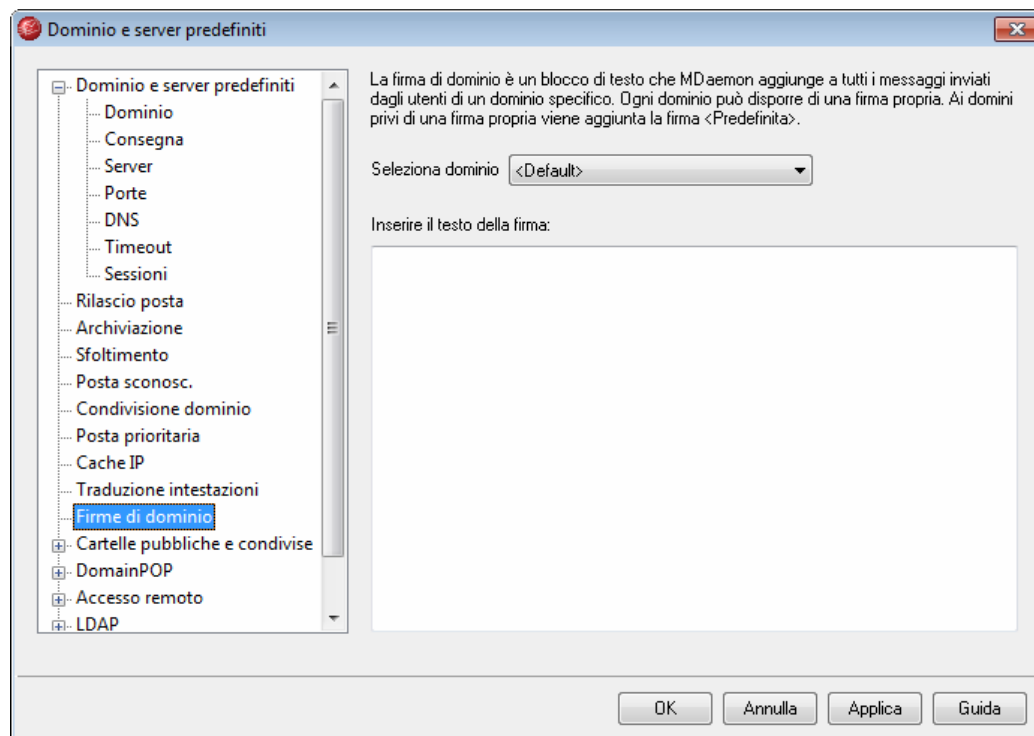 Dominio e server predefiniti
Dominio e server predefiniti
Dominio
Consegna
Server
Porte
DNS
Timeout
Sessioni
Rilascio posta
Archiviazione
Sfoltimento
Posta sconosc.
Condivisione dominio
Posta prioritaria
Cache IP
Traduzione intestazioni
Firme di dominio
Cartelle pubbliche e condivise
DomainPOP
Accesso remoto
LDAP
La firma di dominio è un blocco di testo che MDaemon aggiunge a tutti i messaggi inviati
dagli utenti di un dominio specifico. Ogni dominio può disporre di una firma propria. Ai domini
privi di una firma propria viene aggiunta la firma <Predefinita>.
Seleziona dominio <Default>
Inserire il testo della firma:
OK Annulla Applica Guida